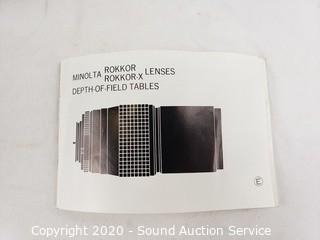 MINOLTA ROKKOR
ROKKOR-X LENSES
DEPTH-OF-FIELD TABLES
E
Copyright © 2020 - Sound Auction Service